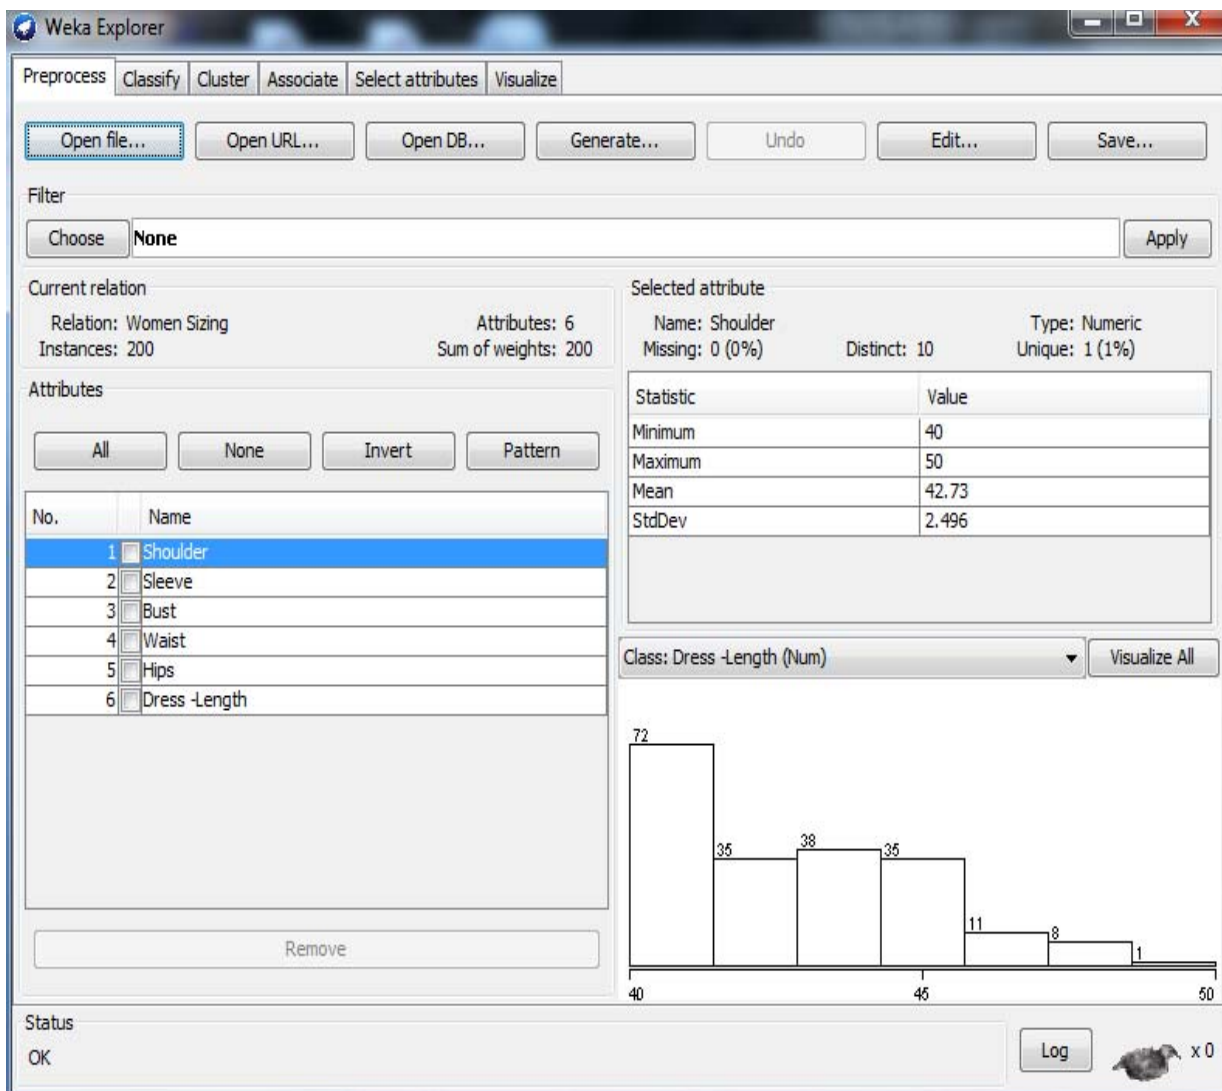 Weka Explorer
Preprocess Classify Cluster Associate Select attributes Visualize
Open file... Open URL... Open DB... Generate... Undo Edit... Save...
Filter
Choose None Apply
Current relation
Relation: Women Sizing Attributes: 6
Instances: 200 Sum of weights: 200
Selected attribute
Name: Shoulder Type: Numeric
Missing: 0 (0%) Distinct: 10 Unique: 1 (1%)
Attributes
All None Invert Pattern
No. Name
1 Shoulder
2 Sleeve
3 Bust
4 Waist
5 Hips
6 Dress -Length
Remove
Statistic Value
Minimum 40
Maximum 50
Mean 42.73
StdDev 2.496
Class: Dress -Length (Num) Visualize All
72
35
38
35
11
8
1
40 45 50
Status
OK
Log x 0